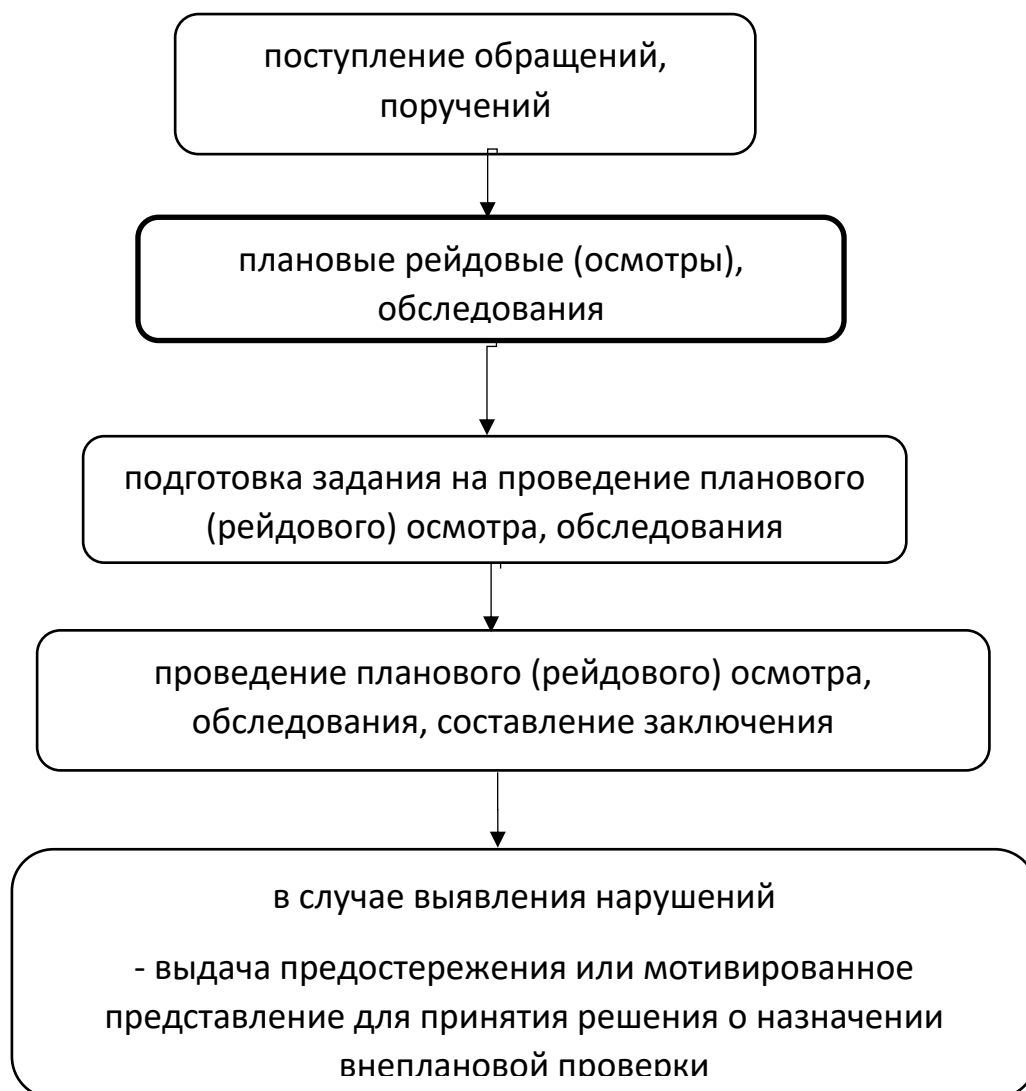 поступление обращений,
поручений
плановые рейдовые (осмотры),
обследования
подготовка задания на проведение планового
(рейдового) осмотра, обследования
проведение планового (рейдового) осмотра,
обследования, составление заключения
в случае выявления нарушений
- выдача предостережения или мотивированное
представление для принятия решения о назначении
внеплановой проверки